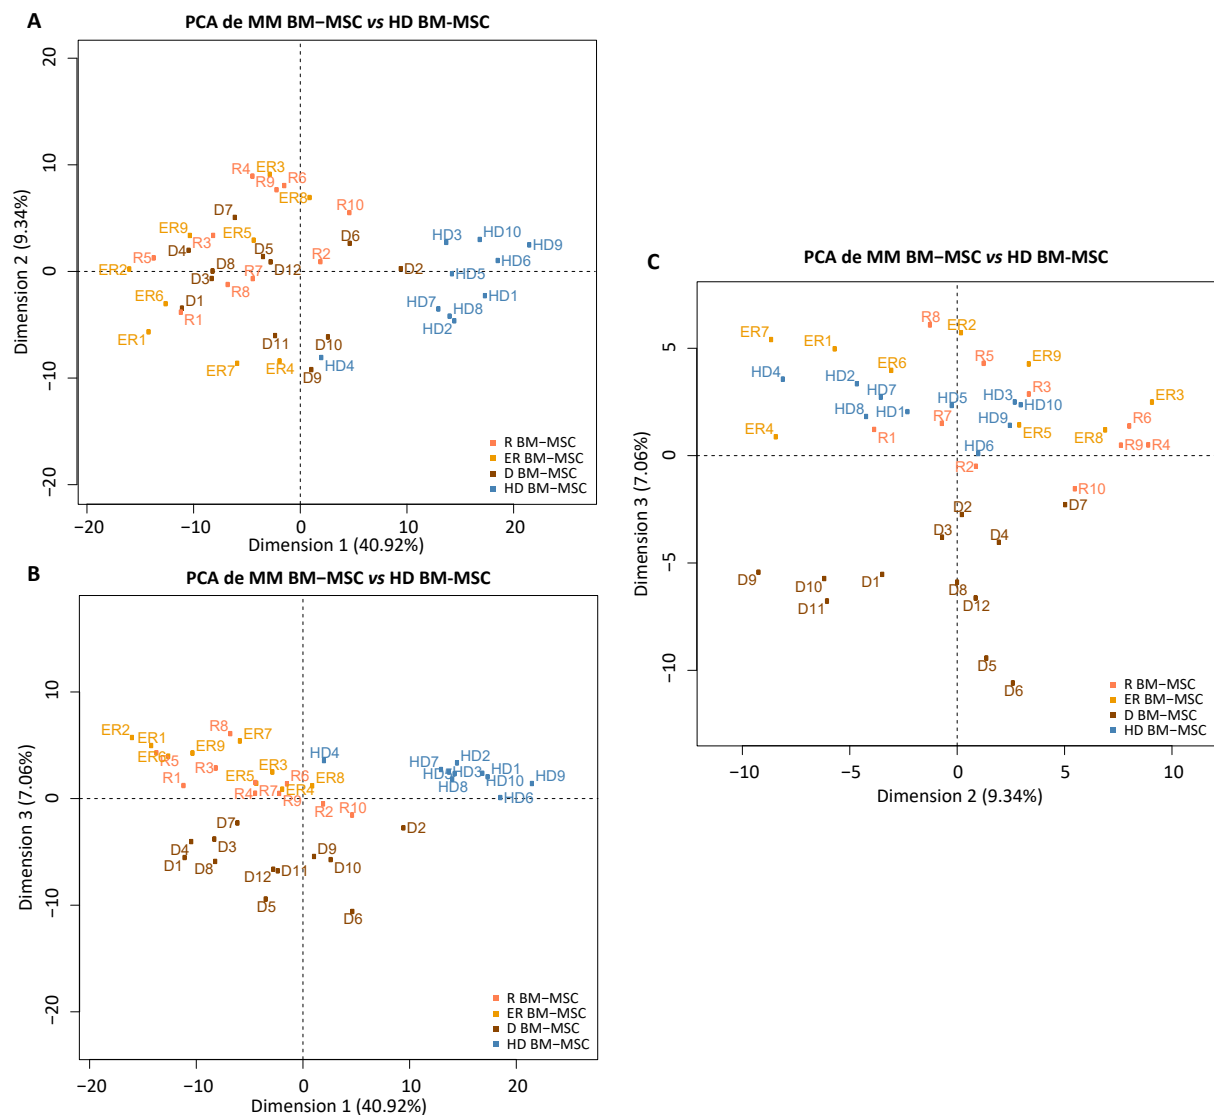 A
PCA de MM BM−MSC vs HD BM-MSC
Dimension 2 (9.34%)
20
10
0
−10
−20
R4
ER3
R9
R6
ER8
R10
D7
ER9
R3
ER5
D6
HD3
HD10
HD9
D4
R5
D5
R2
HD6
ER2
D8
D12
D2
D3
R7
HD5
R8
ER6
D1
HD1
R1
HD7
HD8
HD2
ER1
D11
D10
ER7
ER4
HD4
D9
R BM−MSC
ER BM−MSC
D BM−MSC
HD BM−MSC
−20
−10
0
10
20
Dimension 1 (40.92%)
B
PCA de MM BM−MSC vs HD BM-MSC
Dimension 3 (7.06%)
10
0
−10
−20
ER2
ER1
R8
ER7
ER6
R5
ER9
HD4
HD7
HD2
R3
ER3
HD5
HD3
HD1
R1
ER5
R6
ER8
HD8
HD10
HD9
R4
R7
ER4
R9
HD6
R2
R10
D7
D2
D4
D3
D1
D8
D9
D12
D11
D10
D5
D6
R BM−MSC
ER BM−MSC
D BM−MSC
HD BM−MSC
−20
−10
0
10
20
Dimension 1 (40.92%)
C
PCA de MM BM−MSC vs HD BM-MSC
Dimension 3 (7.06%)
5
0
−5
−10
R8
ER2
ER7
ER1
ER6
R5
ER9
HD4
HD2
HD7
R3
ER3
HD8
HD1
HD5
HD3
HD10
R7
HD9
R6
ER4
R1
ER5
ER8
R9
R4
HD6
R2
R10
D7
D2
D3
D4
D9
D10
D1
D11
D8
D12
D5
D6
R BM−MSC
ER BM−MSC
D BM−MSC
HD BM−MSC
−10
−5
0
5
10
Dimension 2 (9.34%)